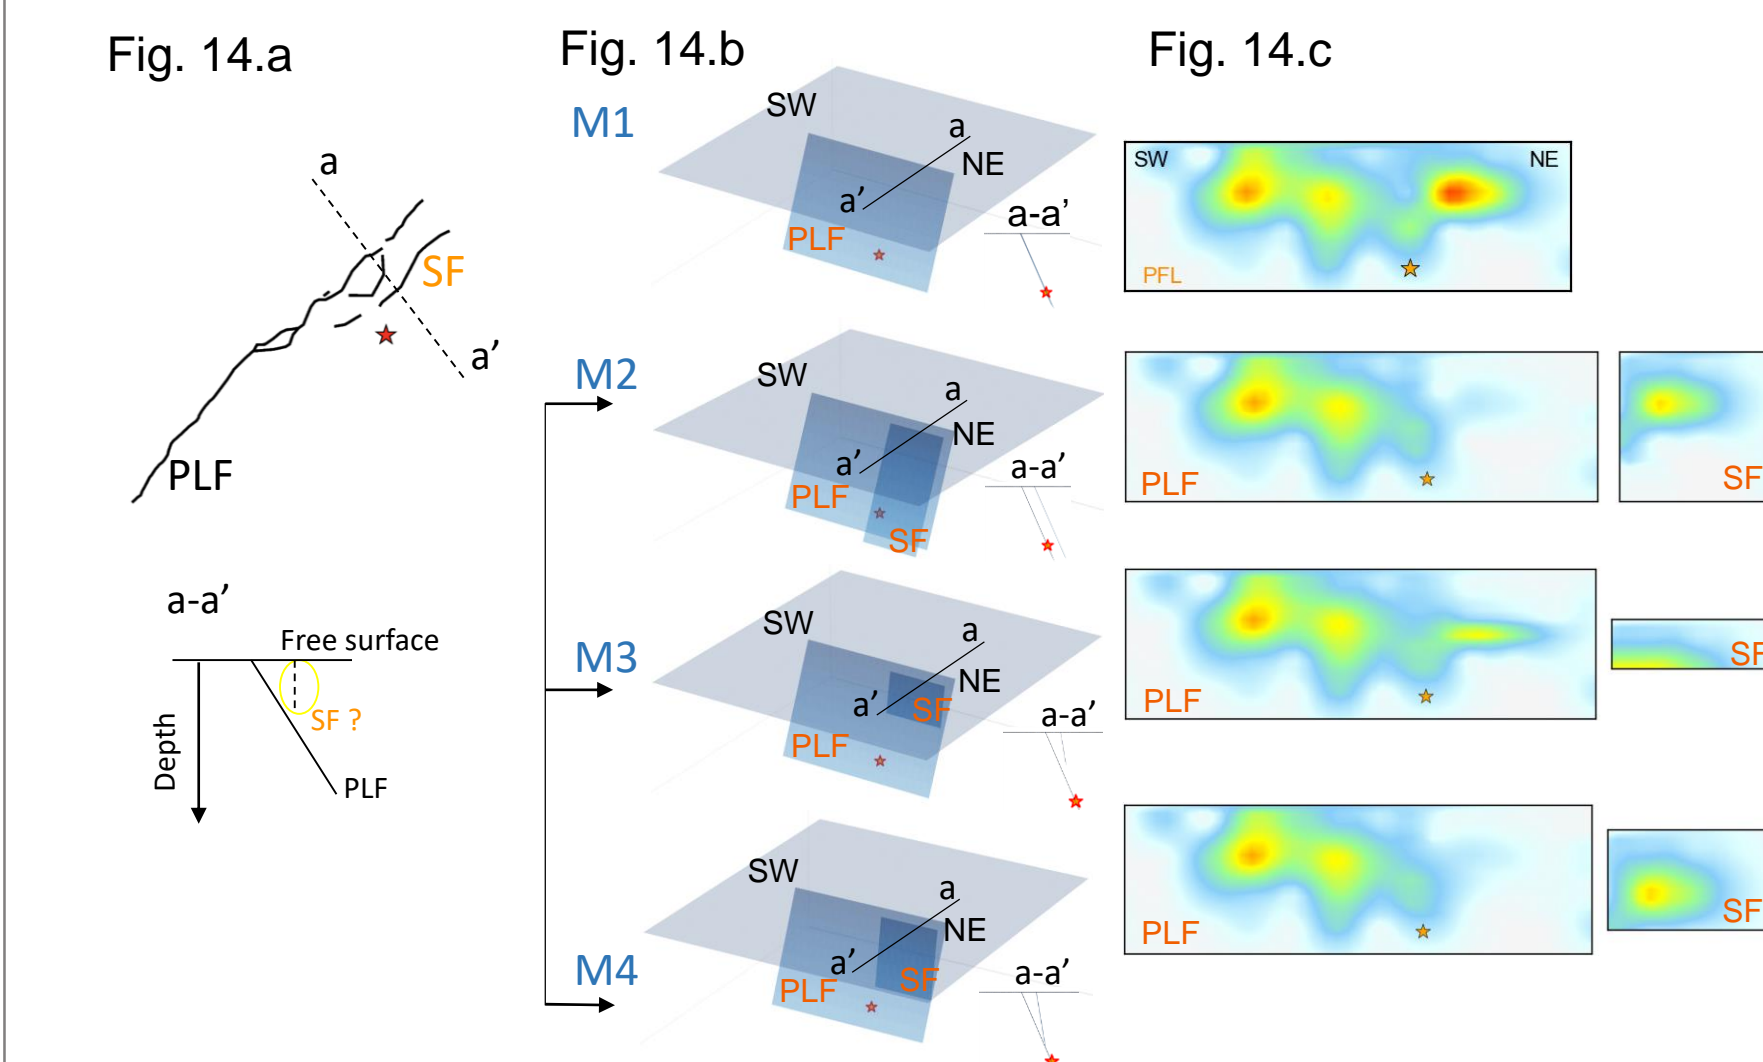 Fig. 14.a
a
SF
a’
PLF
a-a’
Free surface
SF ?
Depth
PLF
Fig. 14.b
M1
SW
a
NE
a’
PLF
a-a’
M2
SW
a
NE
a’
PLF
SF
a-a’
M3
SW
a
NE
a’
SF
PLF
a-a’
M4
SW
a
NE
a’
SF
PLF
a-a’
Fig. 14.c
SW
NE
PFL
PLF
SF
PLF
SF
PLF
SF